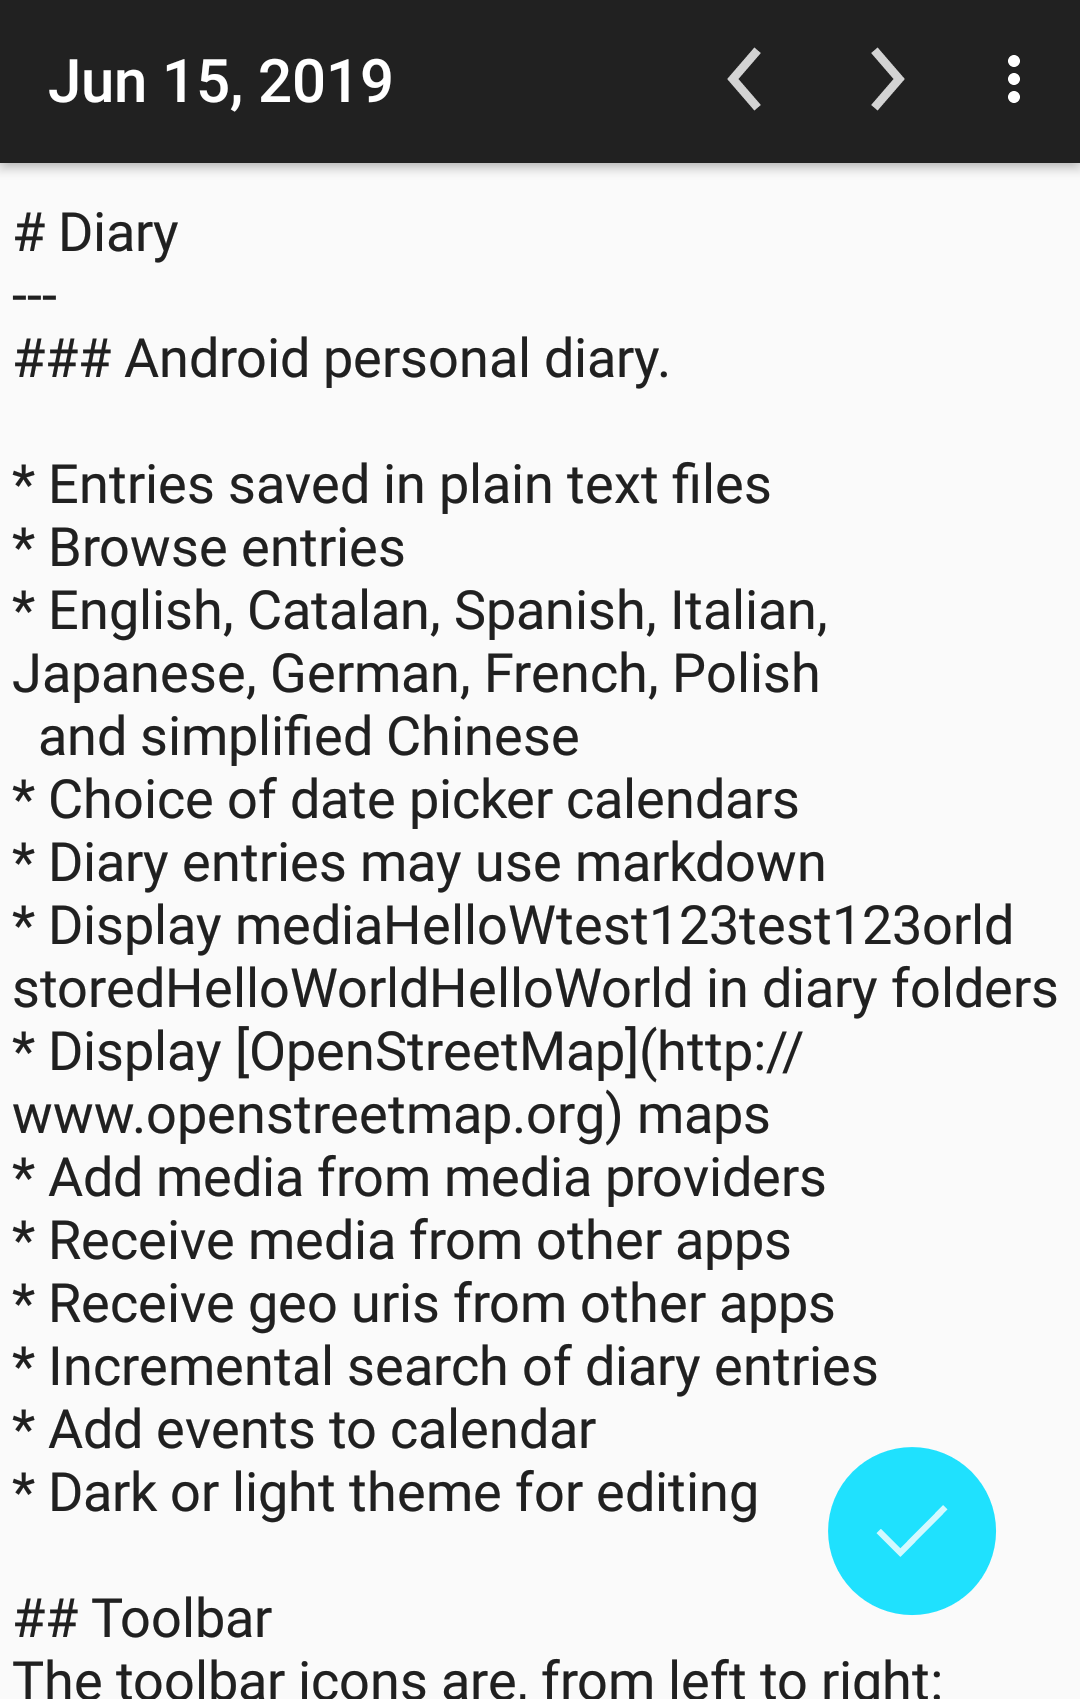 Jun 15, 2019
# Diary
---
### Android personal diary.
* Entries saved in plain text files
* Browse entries
* English, Catalan, Spanish, Italian,
Japanese, German, French, Polish
and simplified Chinese
* Choice of date picker calendars
* Diary entries may use markdown
* Display mediaHelloWtest123test123orld
storedHelloWorldHelloWorld in diary folders
* Display [OpenStreetMap](http://
www.openstreetmap.org) maps
* Add media from media providers
* Receive media from other apps
* Receive geo uris from other apps
* Incremental search of diary entries
* Add events to calendar
* Dark or light theme for editing
## Toolbar
The toolbar icons are, from left to right: